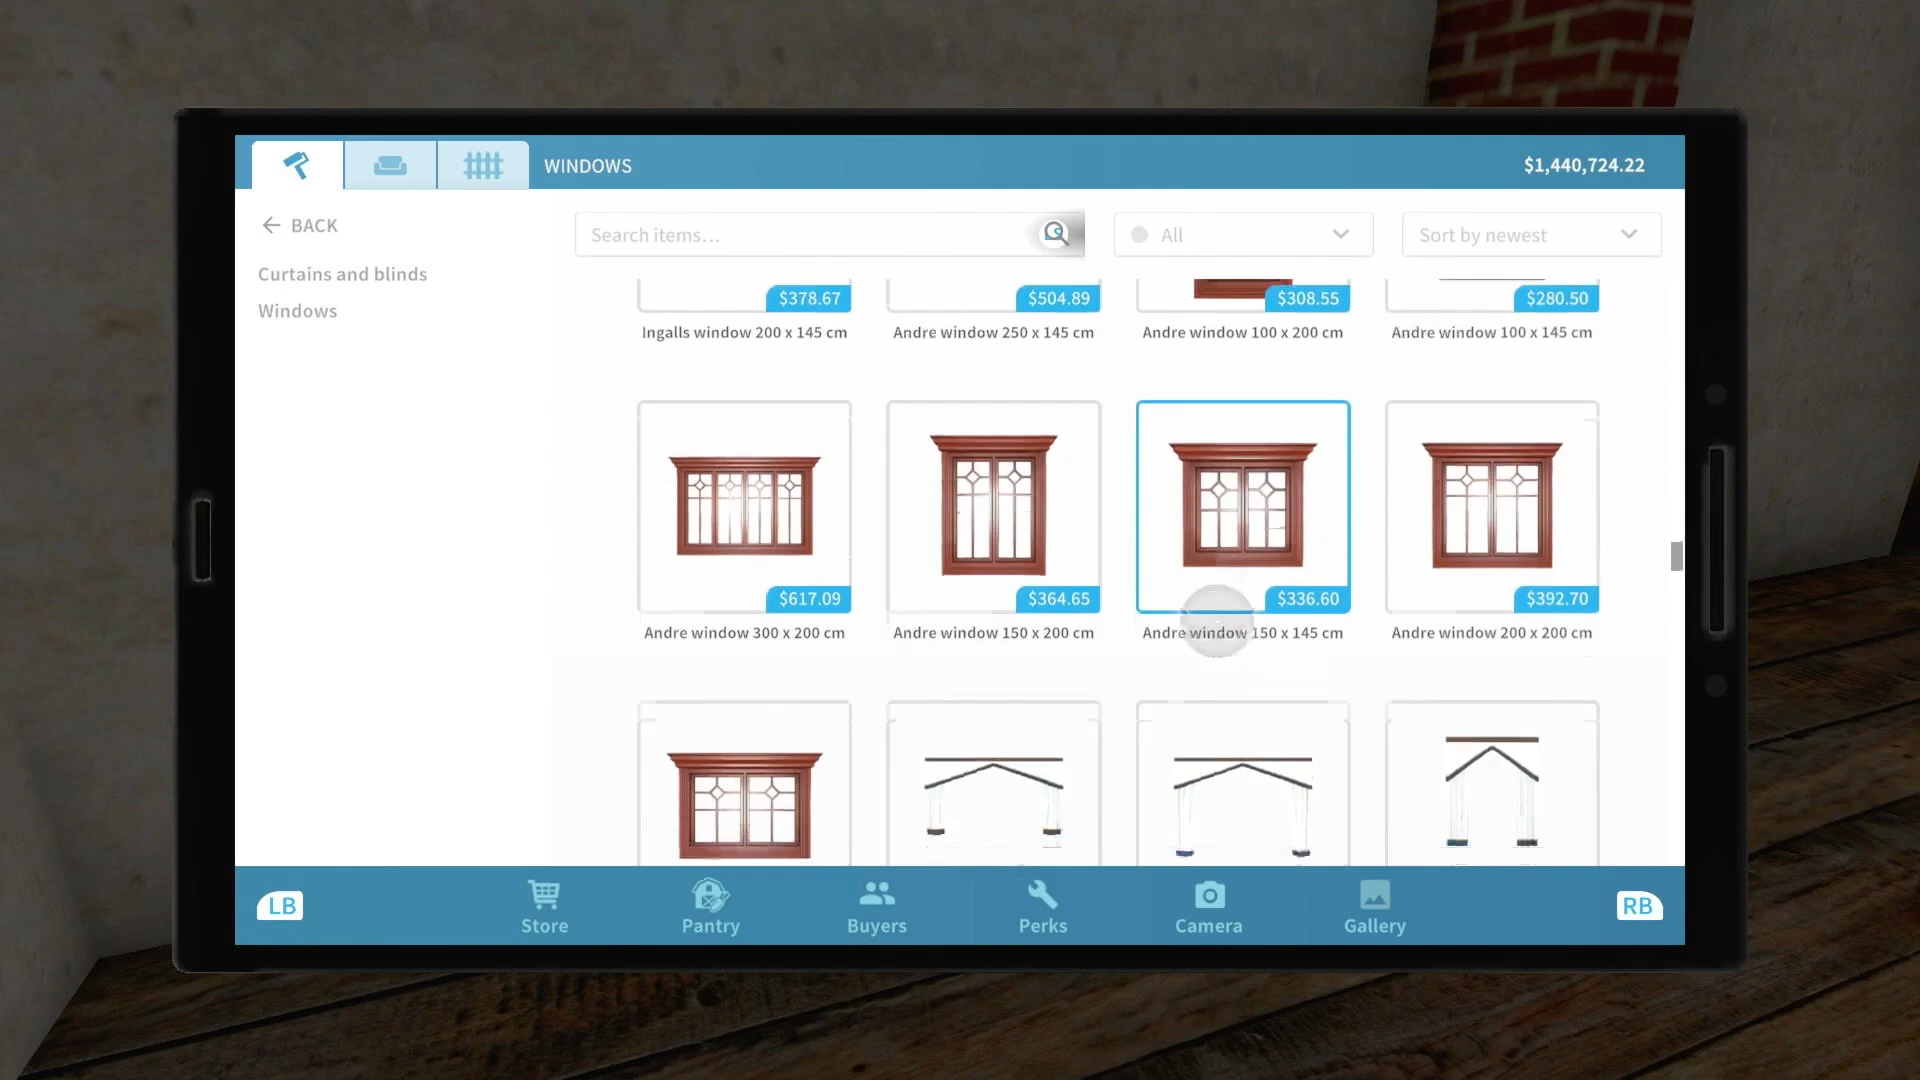 WINDOWS
$1,440,724.22
BACK
Search items...
All
Sort by newest
Curtains and blinds
Windows
$378.67
$504.89
$308.55
$280.50
Ingalls window 200 x 145 cm
Andre window 250 x 145 cm
Andre window 100 x 200 cm
Andre window 100 x 145 cm
$617.09
$364.65
$336.60
$392.70
Andre window 300 x 200 cm
Andre window 150 x 200 cm
Andre window 150 x 145 cm
Andre window 200 x 200 cm
LB
Store
Pantry
Buyers
Perks
Camera
Gallery
RB